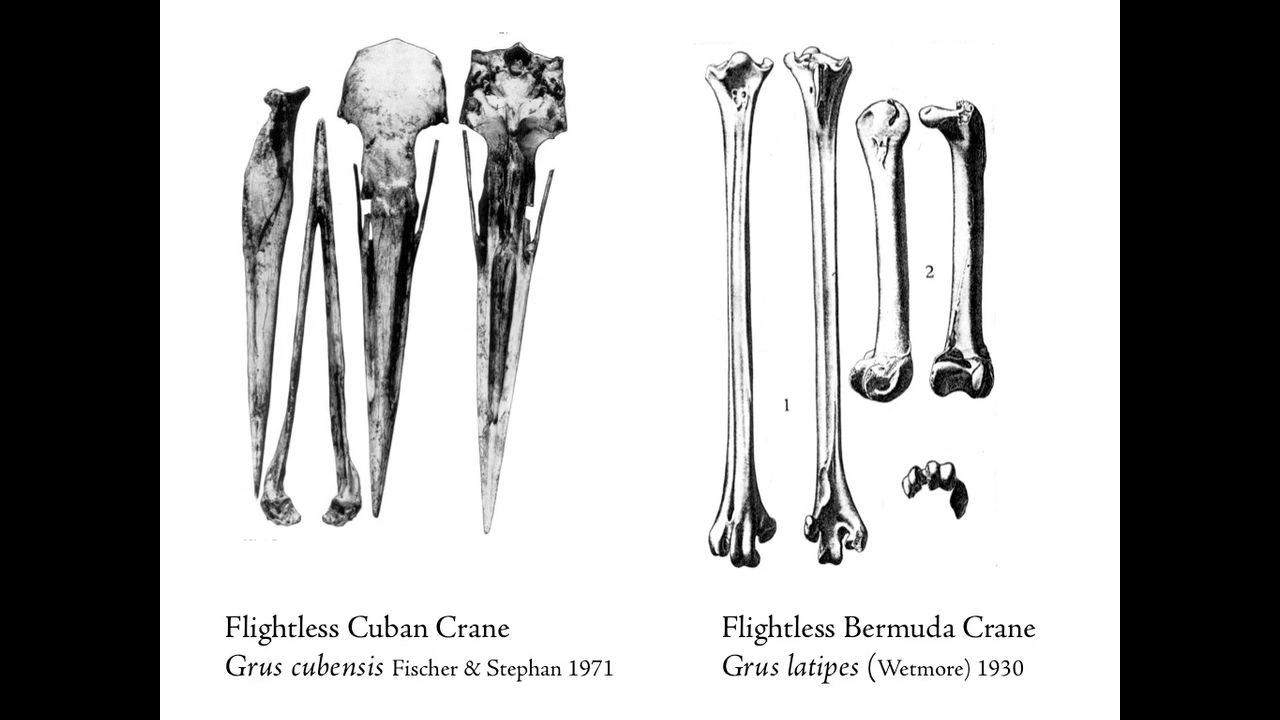 1
2
Flightless Cuban Crane
Grus cubensis Fischer & Stephan 1971
Flightless Bermuda Crane
Grus latipes (Wetmore) 1930